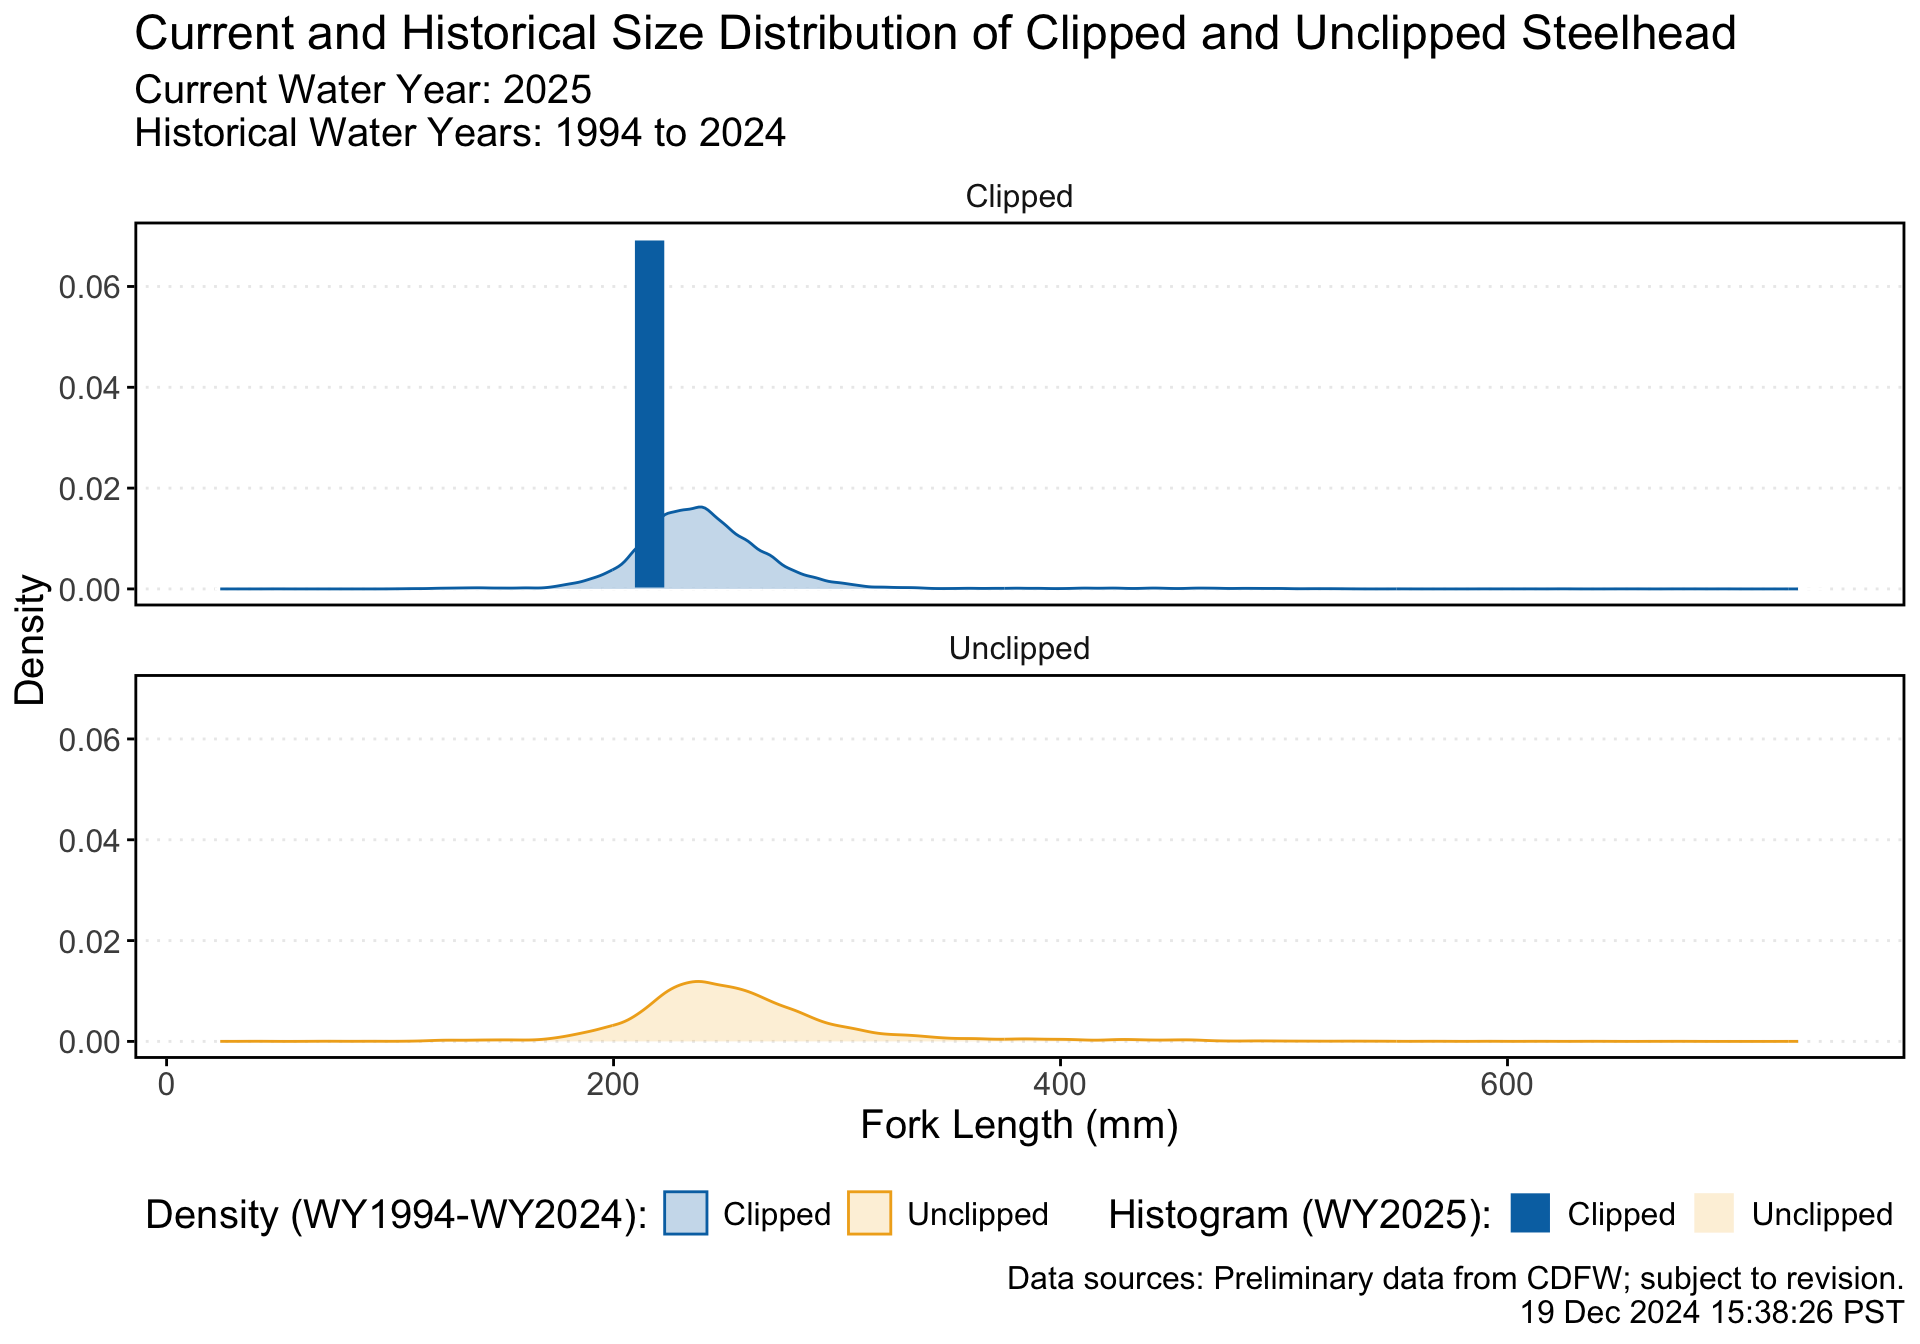 Current and Historical Size Distribution of Clipped and Unclipped Steelhead
Current Water Year: 2025
Historical Water Years: 1994 to 2024
Clipped
0.06
0.04
0.02
0.00
Density
Unclipped
0.06
0.04
0.02
0.00
0 200 400 600
Fork Length (mm)
Density (WY1994-WY2024): Clipped Unclipped Histogram (WY2025): Clipped Unclipped
Data sources: Preliminary data from CDFW; subject to revision.
19 Dec 2024 15:38:26 PST